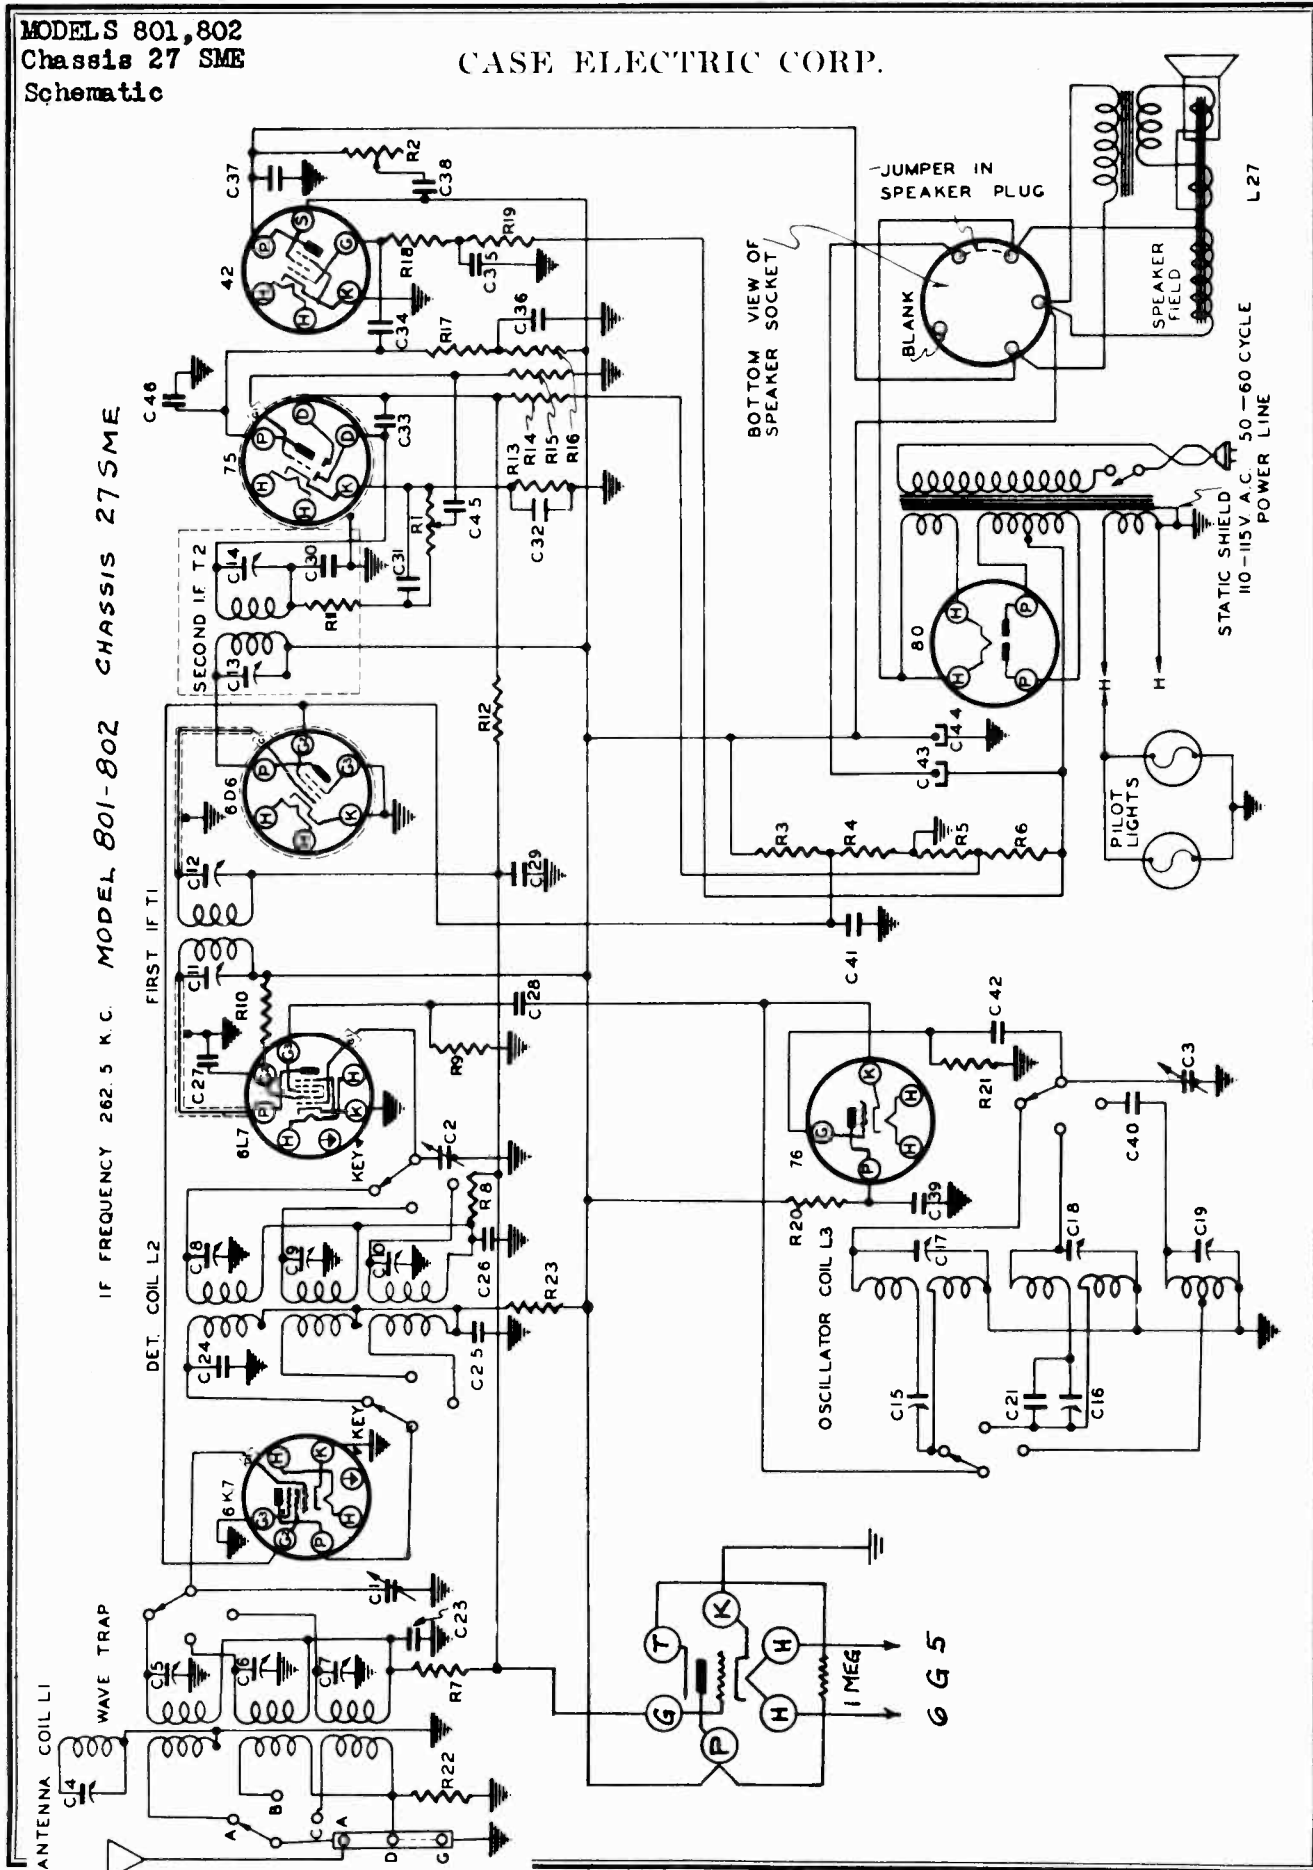 MODELS 801,802
Chassis 27 SME
Schematic
CASE ELECTRIC CORP.
IF FREQUENCY 262.5 K.C. MODEL 801-802 CHASSIS 27SME
ANTENNA COIL L1
WAVE TRAP
C4
A
B
C
A
D
G
R22
C5
C6
C7
C1
C23
R7
6K7
G3
G2
P
H
H
K
KEY
DET. COIL L2
C24
C25
R23
C8
C9
C10
C26
R8
C2
KEY
6L7
P
G2
G3
H
K
H
C27
R10
R9
C28
FIRST IF T1
C11
C12
C29
6D6
H
H
P
G2
G3
K
R12
SECOND I.F. T2
C13
C14
C30
R11
C31
R1
C45
C32
R13
R14
R15
R16
C33
75
H
H
P
D
D
K
C46
R17
C36
C34
R18
C35
R19
42
H
H
P
S
G
K
C37
R2
C38
JUMPER IN
SPEAKER PLUG
BOTTOM VIEW OF
SPEAKER SOCKET
BLANK
SPEAKER
FIELD
L27
STATIC SHIELD
110-115V. A.C. 50-60 CYCLE
POWER LINE
80
H
H
P
P
H
H
C43
C44
PILOT
LIGHTS
R3
R4
R5
R6
C41
76
G
K
P
H
H
R20
C39
R21
C42
C3
C40
OSCILLATOR COIL L3
C17
C18
C19
C15
C21
C16
T
K
G
P
H
H
1 MEG
6G5